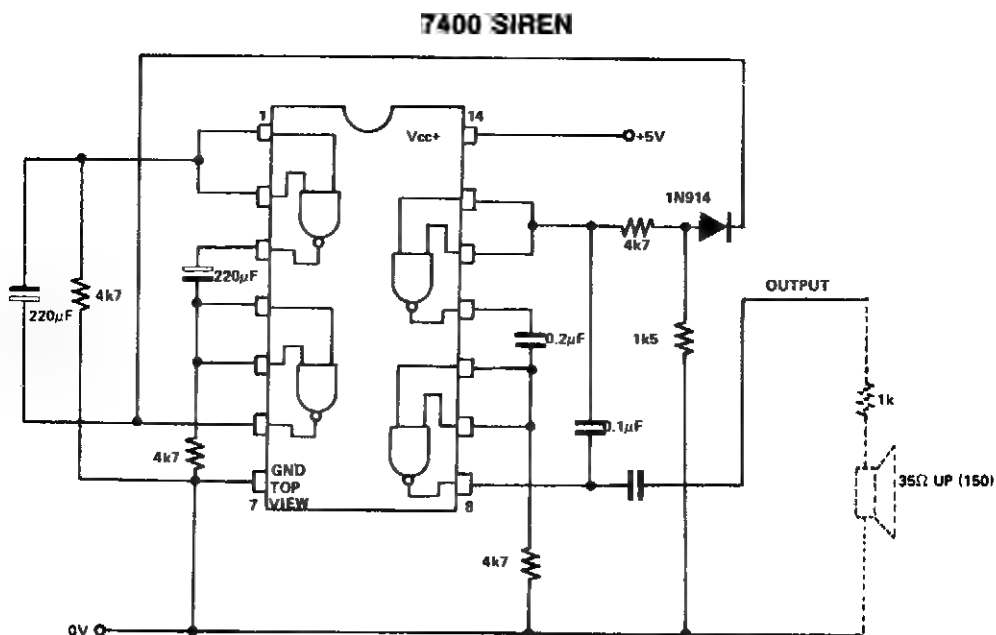 7400 SIREN
1
14
Vcc+
+5V
1N914
4k7
220µF
4k7
220µF
OUTPUT
0.2µF
1k5
1k
0.1µF
4k7
GND
TOP
VIEW
7
8
35Ω UP (150)
4k7
0V